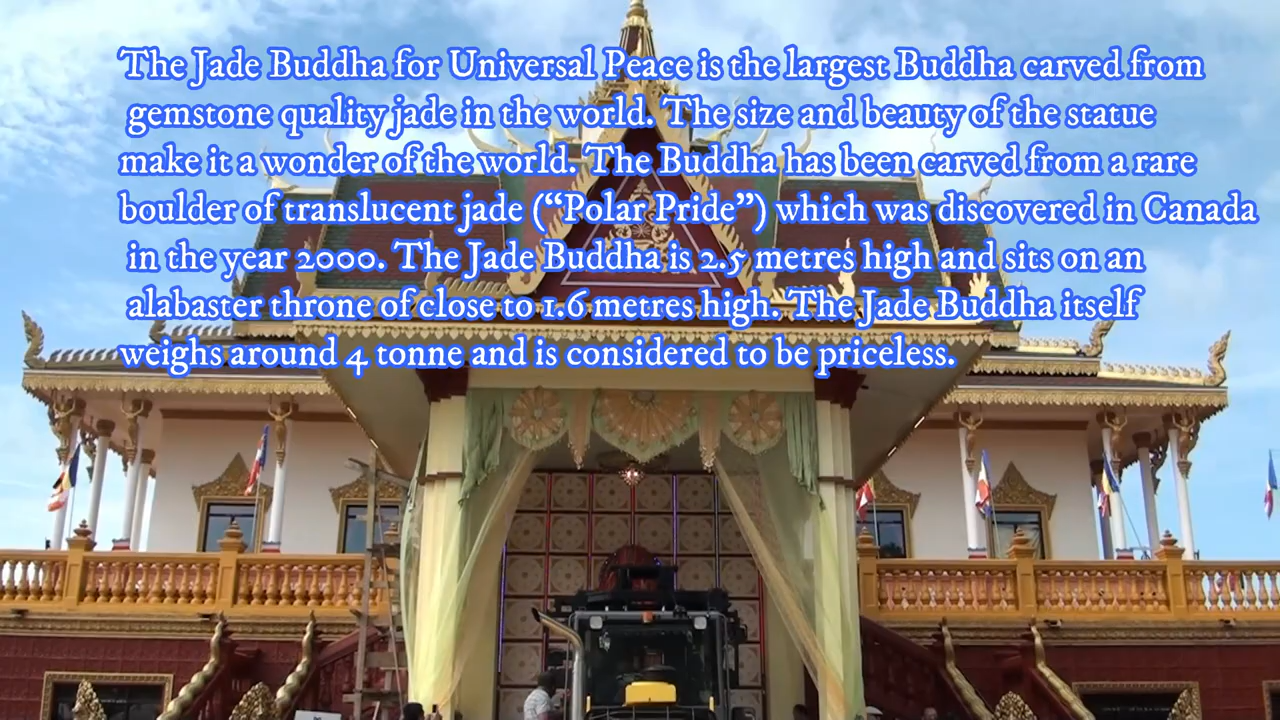 The Jade Buddha for Universal Peace is the largest Buddha carved from
gemstone quality jade in the world. The size and beauty of the statue
make it a wonder of the world. The Buddha has been carved from a rare
boulder of translucent jade (“Polar Pride”) which was discovered in Canada
in the year 2000. The Jade Buddha is 2.5 metres high and sits on an
alabaster throne of close to 1.6 metres high. The Jade Buddha itself
weighs around 4 tonne and is considered to be priceless.